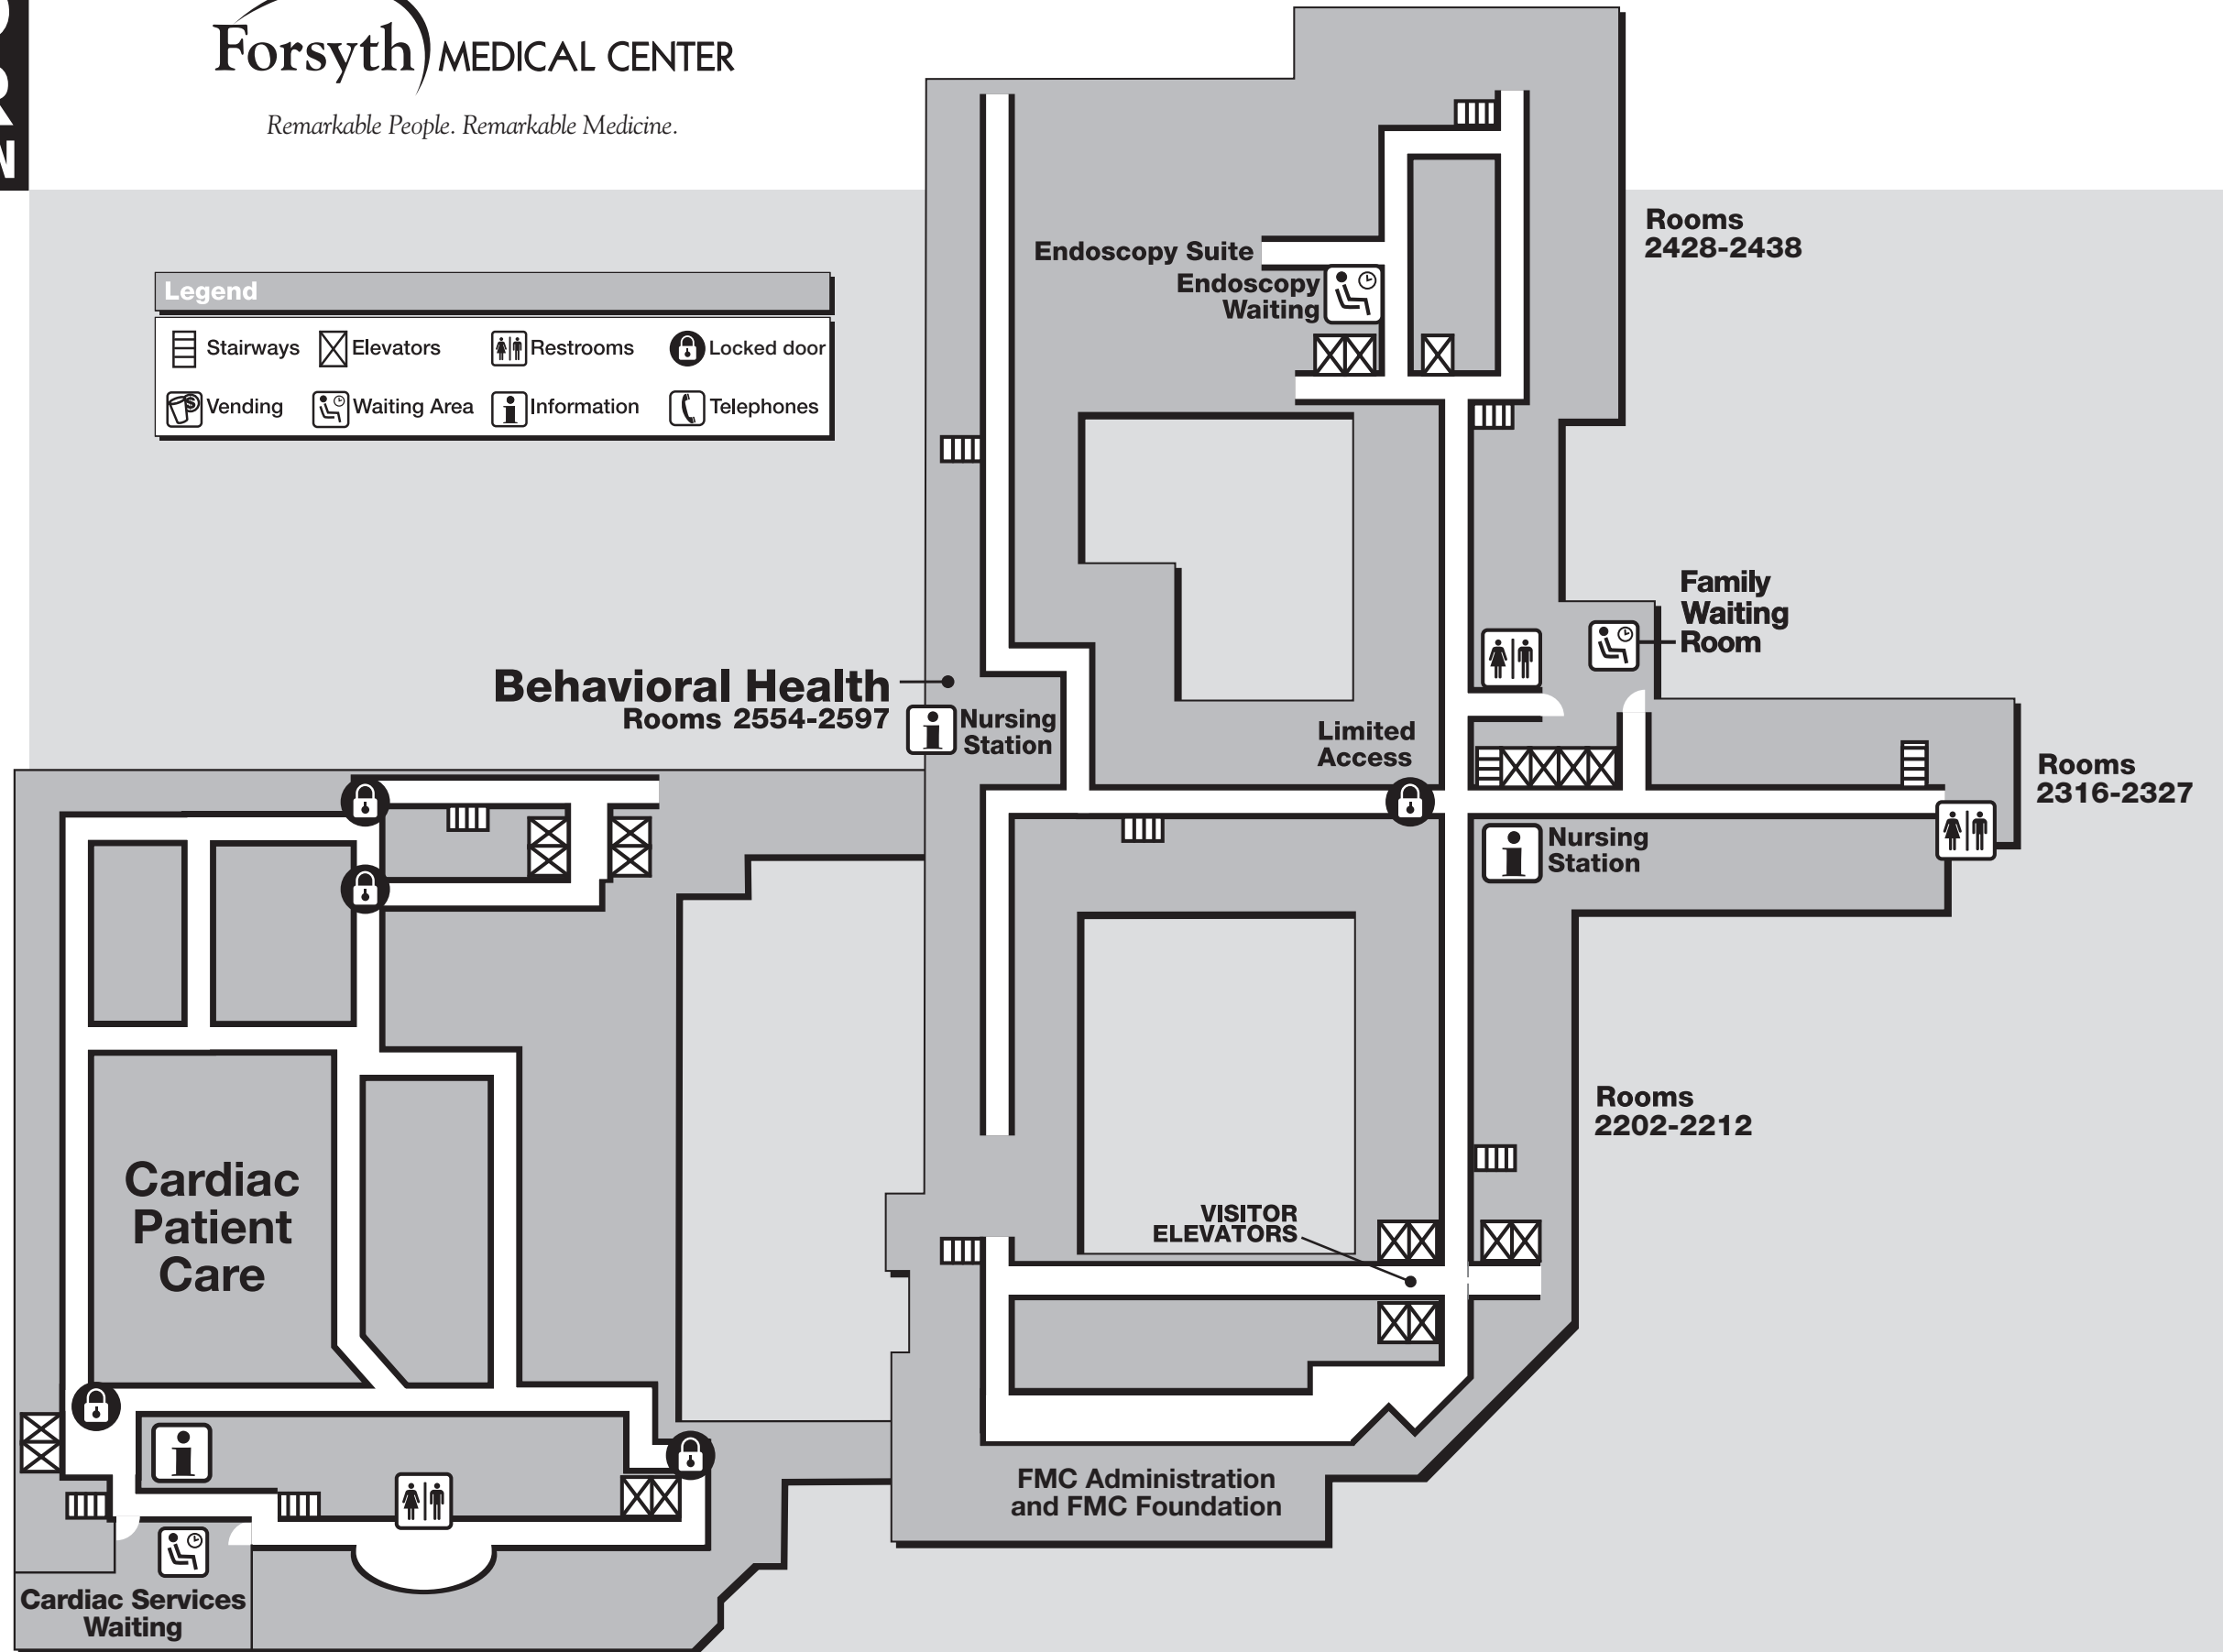 Forsyth MEDICAL CENTER
Remarkable People. Remarkable Medicine.
Legend
Stairways
Elevators
Restrooms
Locked door
Vending
Waiting Area
Information
Telephones
Endoscopy Suite
Endoscopy
Waiting
Rooms
2428-2438
Family
Waiting
Room
Behavioral Health
Rooms 2554-2597
Nursing
Station
Limited
Access
Rooms
2316-2327
Nursing
Station
Rooms
2202-2212
Cardiac
Patient
Care
VISITOR
ELEVATORS
FMC Administration
and FMC Foundation
Cardiac Services
Waiting